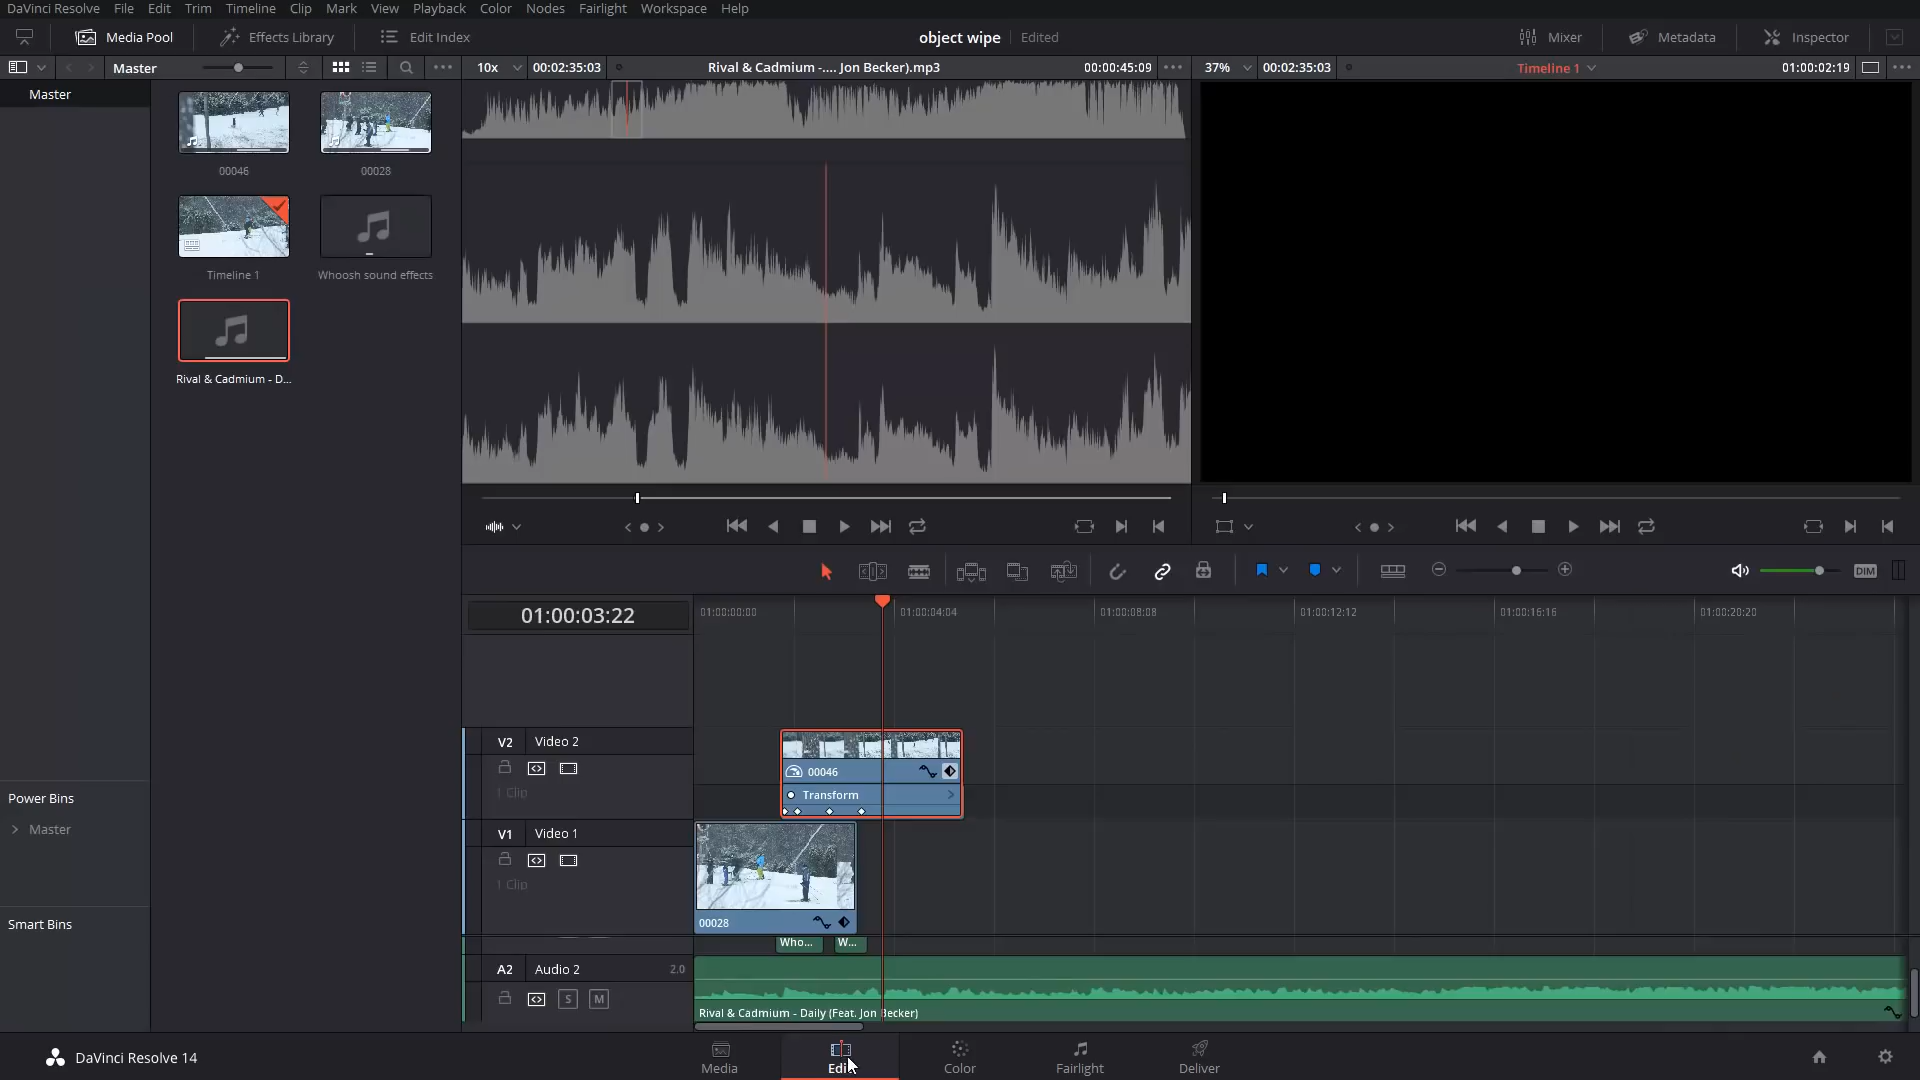 DaVinci Resolve File Edit Trim Timeline Clip Mark View Playback Color Nodes Fairlight Workspace Help
Media Pool Effects Library Edit Index object wipe Edited Mixer Metadata Inspector
Master 10x 00:02:35:03 Rival & Cadmium -.... Jon Becker).mp3 00:00:45:09 37% 00:02:35:03 Timeline 1 01:00:02:19
Master
00046 00028
Timeline 1 Whoosh sound effects
Rival & Cadmium - D...
DIM
01:00:03:22 01:00:00:00 01:00:04:04 01:00:08:08 01:00:12:12 01:00:16:16 01:00:20:20
V2 Video 2
00046
1 Clip
Transform
Power Bins
Master
V1 Video 1
1 Clip
00028
Smart Bins
Who... W...
A2 Audio 2 2.0
S M
Rival & Cadmium - Daily (Feat. Jon Becker)
DaVinci Resolve 14 Media Edit Color Fairlight Deliver